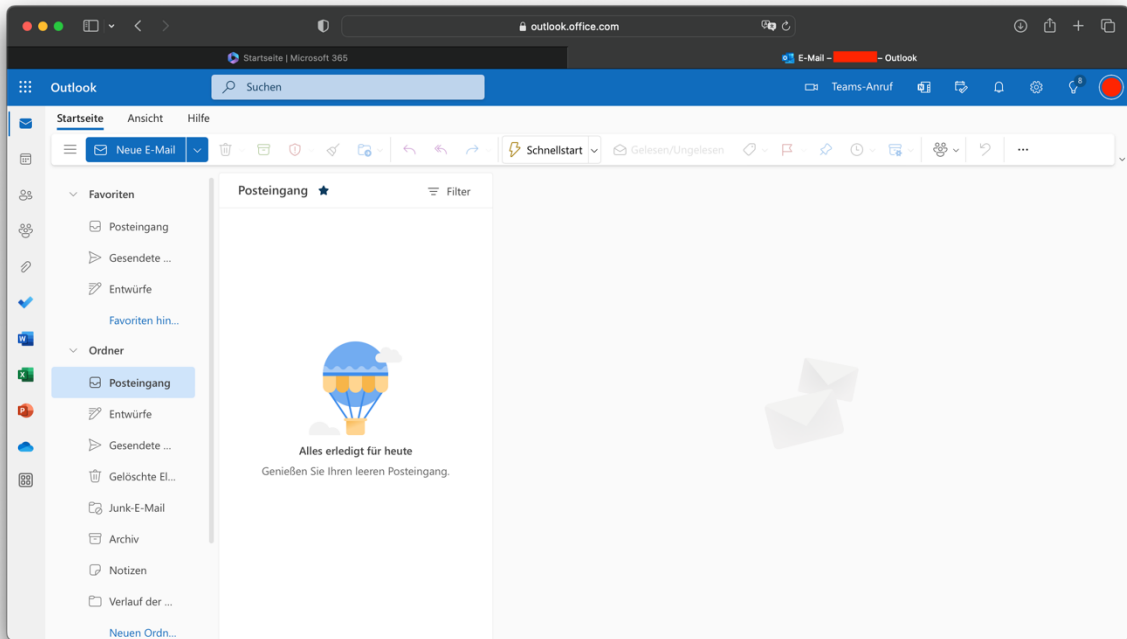 outlook.office.com
Startseite | Microsoft 365
E-Mail – – Outlook
Outlook
Suchen
Teams-Anruf
8
Startseite Ansicht Hilfe
Neue E-Mail
Schnellstart
Gelesen/Ungelesen
Favoriten
Posteingang
Gesendete ...
Entwürfe
Favoriten hin...
Ordner
Posteingang
Entwürfe
Gesendete ...
Gelöschte El...
Junk-E-Mail
Archiv
Notizen
Verlauf der ...
Neuen Ordn...
Posteingang
Filter
Alles erledigt für heute
Genießen Sie Ihren leeren Posteingang.